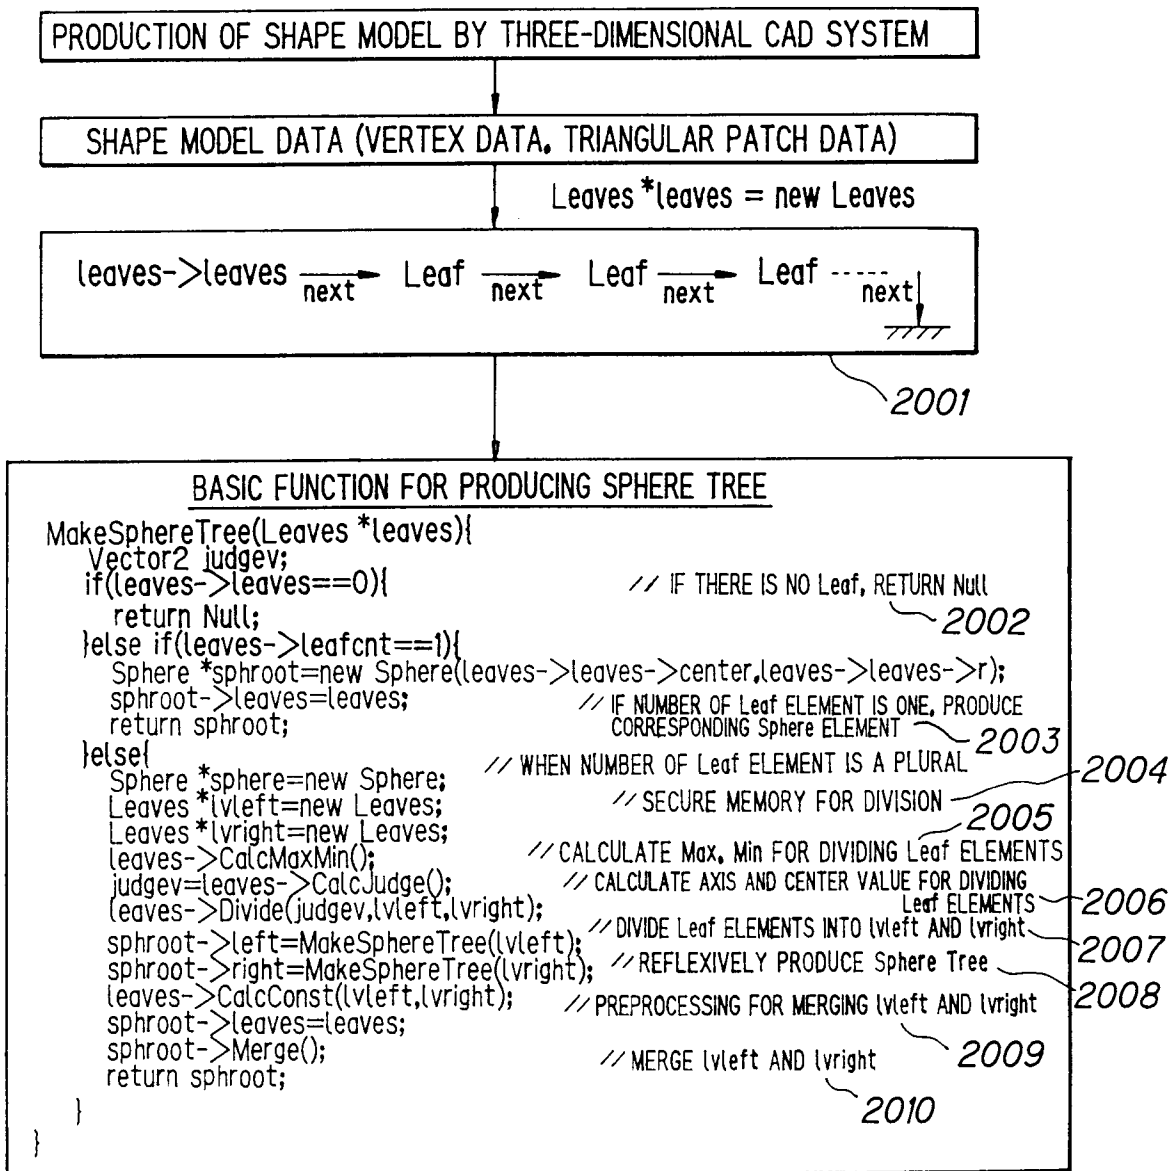 PRODUCTION OF SHAPE MODEL BY THREE-DIMENSIONAL CAD SYSTEM
SHAPE MODEL DATA (VERTEX DATA, TRIANGULAR PATCH DATA)
Leaves *leaves = new Leaves
leaves->leaves next Leaf next Leaf next Leaf next
2001
BASIC FUNCTION FOR PRODUCING SPHERE TREE
MakeSphereTree(Leaves *leaves){
Vector2 judgev;
if(leaves->leaves==0){ // IF THERE IS NO Leaf, RETURN Null
return Null; 2002
}else if(leaves->leafcnt==1){
Sphere *sphroot=new Sphere(leaves->leaves->center,leaves->leaves->r);
sphroot->leaves=leaves; // IF NUMBER OF Leaf ELEMENT IS ONE, PRODUCE
return sphroot; CORRESPONDING Sphere ELEMENT 2003
}else{ // WHEN NUMBER OF Leaf ELEMENT IS A PLURAL
Sphere *sphere=new Sphere; 2004
Leaves *lvleft=new Leaves; // SECURE MEMORY FOR DIVISION
Leaves *lvright=new Leaves; 2005
leaves->CalcMaxMin(); // CALCULATE Max, Min FOR DIVIDING Leaf ELEMENTS
judgev=leaves->CalcJudge(); // CALCULATE AXIS AND CENTER VALUE FOR DIVIDING
Leaf ELEMENTS 2006
leaves->Divide(judgev,lvleft,lvright); // DIVIDE Leaf ELEMENTS INTO lvleft AND lvright
2007
sphroot->left=MakeSphereTree(lvleft);
sphroot->right=MakeSphereTree(lvright); // REFLEXIVELY PRODUCE Sphere Tree
2008
leaves->CalcConst(lvleft,lvright); // PREPROCESSING FOR MERGING lvleft AND lvright
sphroot->leaves=leaves; 2009
sphroot->Merge(); // MERGE lvleft AND lvright
return sphroot; 2010
}
}